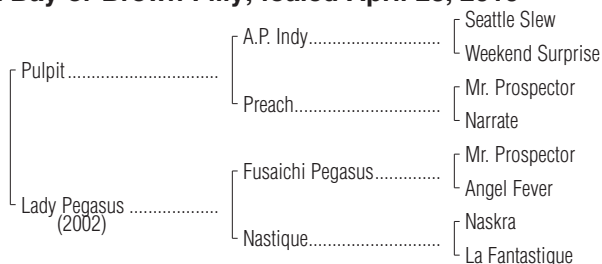 Bay or Brown Filly; foaled April 20, 2010
Seattle Slew
A.P. Indy
Weekend Surprise
Pulpit
Mr. Prospector
Preach
Narrate
Mr. Prospector
Fusaichi Pegasus
Angel Fever
Lady Pegasus
(2002)
Naskra
Nastique
La Fantastique